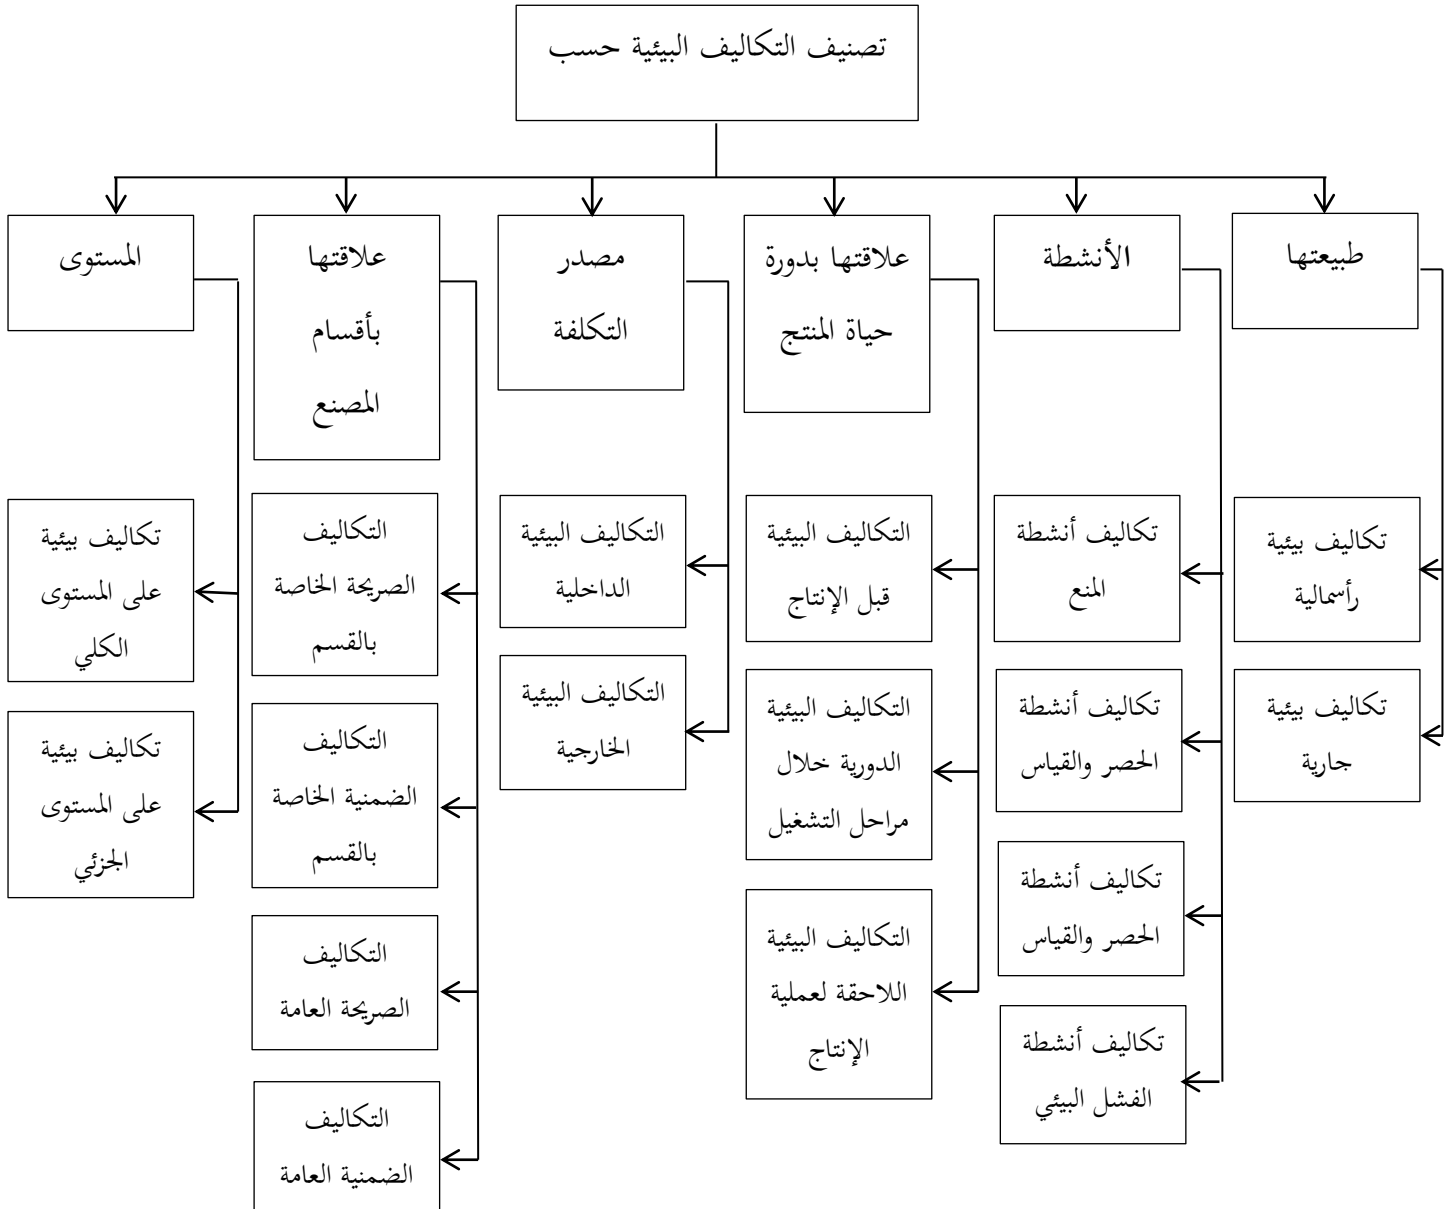 تصنيف التكاليف البيئية حسب
طبيعتها
الأنشطة
علاقتها بدورة
حياة المنتج
مصدر
التكلفة
علاقتها
بأقسام
المصنع
المستوى
تكاليف بيئية
رأسمالية
تكاليف بيئية
جارية
تكاليف أنشطة
المنع
تكاليف أنشطة
الحصر والقياس
تكاليف أنشطة
الحصر والقياس
تكاليف أنشطة
الفشل البيئي
التكاليف البيئية
قبل الإنتاج
التكاليف البيئية
الدورية خلال
مراحل التشغيل
التكاليف البيئية
اللاحقة لعملية
الإنتاج
التكاليف البيئية
الداخلية
التكاليف البيئية
الخارجية
التكاليف
الصريحة الخاصة
بالقسم
التكاليف
الضمنية الخاصة
بالقسم
التكاليف
الصريحة العامة
التكاليف
الضمنية العامة
تكاليف بيئية
على المستوى
الكلي
تكاليف بيئية
على المستوى
الجزئي